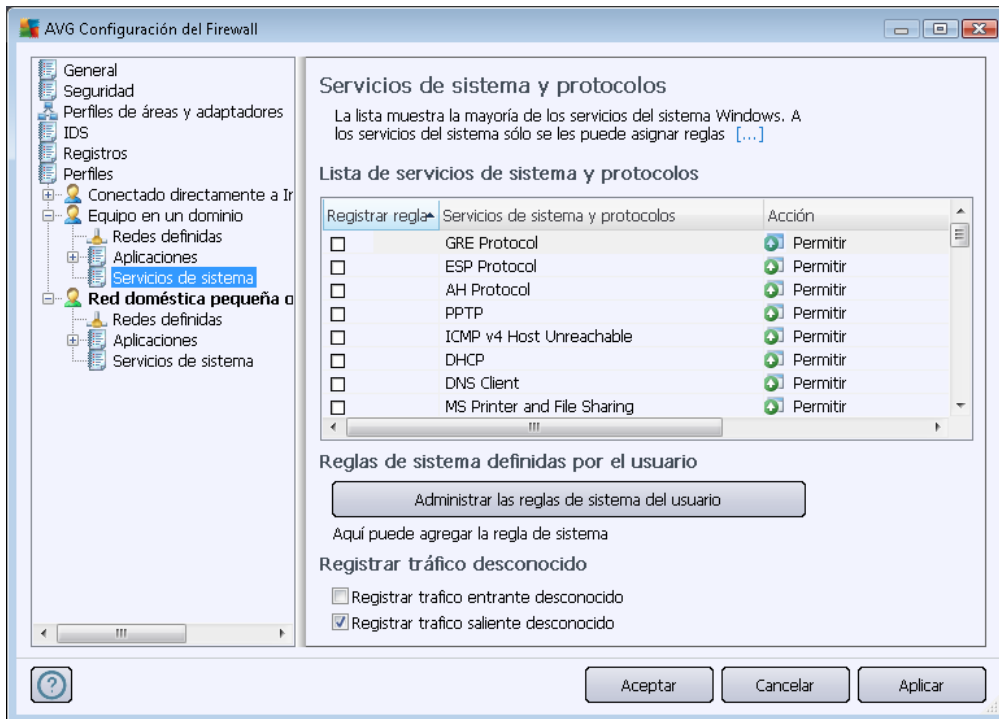 AVG Configuración del Firewall
General
Seguridad
Perfiles de áreas y adaptadores
IDS
Registros
Perfiles
Conectado directamente a Ir
Equipo en un dominio
Redes definidas
Aplicaciones
Servicios de sistema
Red doméstica pequeña o
Redes definidas
Aplicaciones
Servicios de sistema
Servicios de sistema y protocolos
La lista muestra la mayoría de los servicios del sistema Windows. A
los servicios del sistema sólo se les puede asignar reglas [...]
Lista de servicios de sistema y protocolos
Registrar regla Servicios de sistema y protocolos Acción
GRE Protocol Permitir
ESP Protocol Permitir
AH Protocol Permitir
PPTP Permitir
ICMP v4 Host Unreachable Permitir
DHCP Permitir
DNS Client Permitir
MS Printer and File Sharing Permitir
Reglas de sistema definidas por el usuario
Administrar las reglas de sistema del usuario
Aquí puede agregar la regla de sistema
Registrar tráfico desconocido
Registrar trafico entrante desconocido
Registrar trafico saliente desconocido
Aceptar Cancelar Aplicar